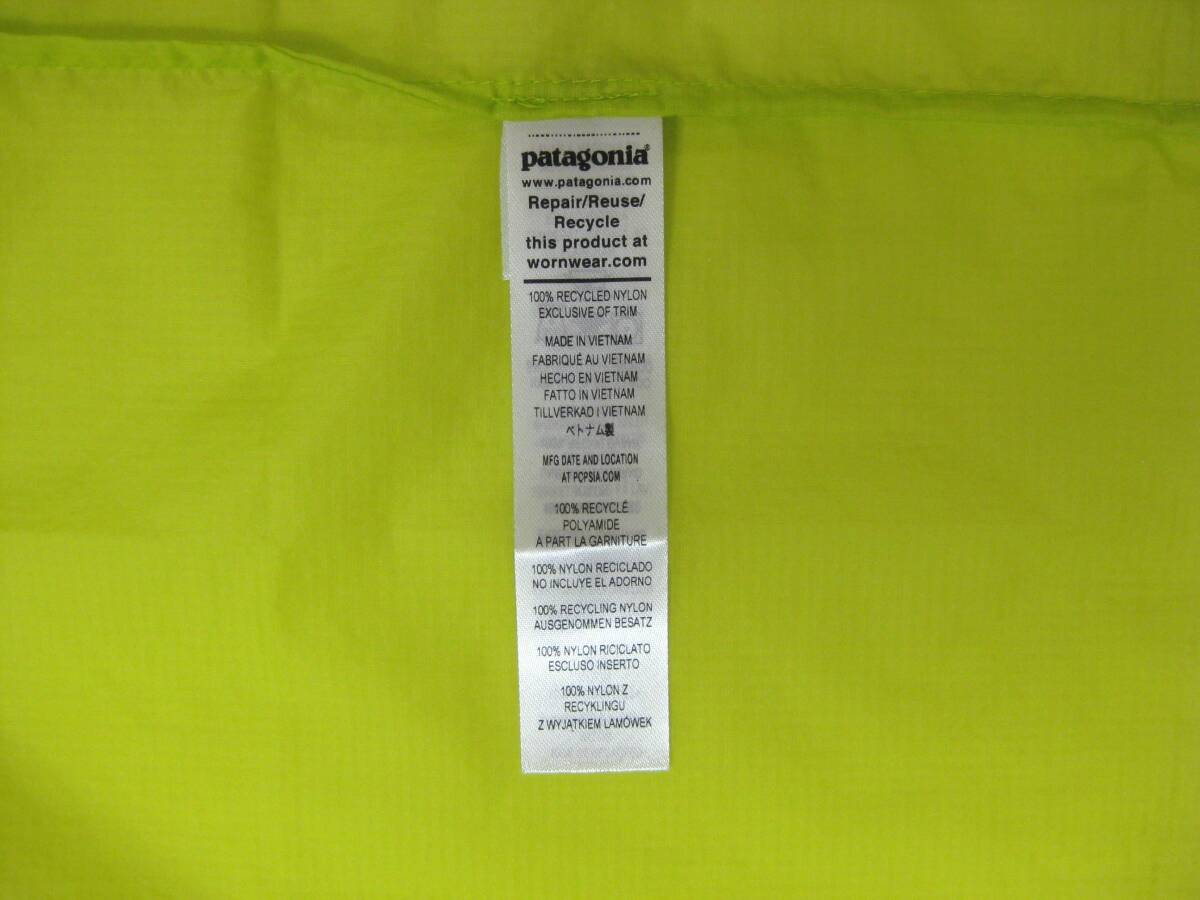 patagonia®
www.patagonia.com
Repair/Reuse/
Recycle
this product at
wornwear.com
100% RECYCLED NYLON
EXCLUSIVE OF TRIM
MADE IN VIETNAM
FABRIQUÉ AU VIETNAM
HECHO EN VIETNAM
FATTO IN VIETNAM
TILLVERKAD I VIETNAM
ベトナム製
MFG DATE AND LOCATION
AT POPSIA.COM
100% RECYCLÉ
POLYAMIDE
A PART LA GARNITURE
100% NYLON RECICLADO
NO INCLUYE EL ADORNO
100% RECYCLING NYLON
AUSGENOMMEN BESATZ
100% NYLON RICICLATO
ESCLUSO INSERTO
100% NYLON Z
RECYKLINGU
Z WYJĄTKIEM LAMÓWEK